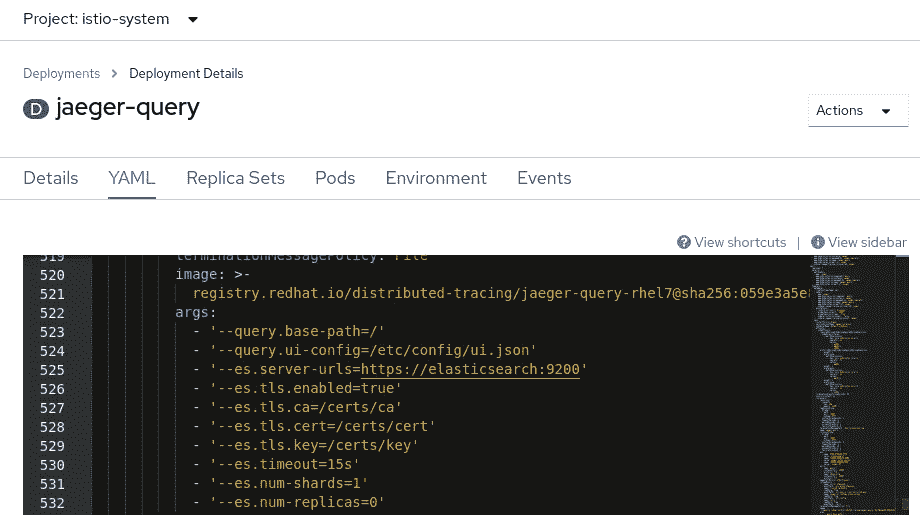 Project: istio-system
Deployments > Deployment Details
D jaeger-query
Actions
Details YAML Replica Sets Pods Environment Events
View shortcuts | View sidebar
519 terminationMessagePolicy: File
520 image: >-
521 registry.redhat.io/distributed-tracing/jaeger-query-rhel7@sha256:059e3a5e
522 args:
523 - '--query.base-path=/'
524 - '--query.ui-config=/etc/config/ui.json'
525 - '--es.server-urls=https://elasticsearch:9200'
526 - '--es.tls.enabled=true'
527 - '--es.tls.ca=/certs/ca'
528 - '--es.tls.cert=/certs/cert'
529 - '--es.tls.key=/certs/key'
530 - '--es.timeout=15s'
531 - '--es.num-shards=1'
532 - '--es.num-replicas=0'